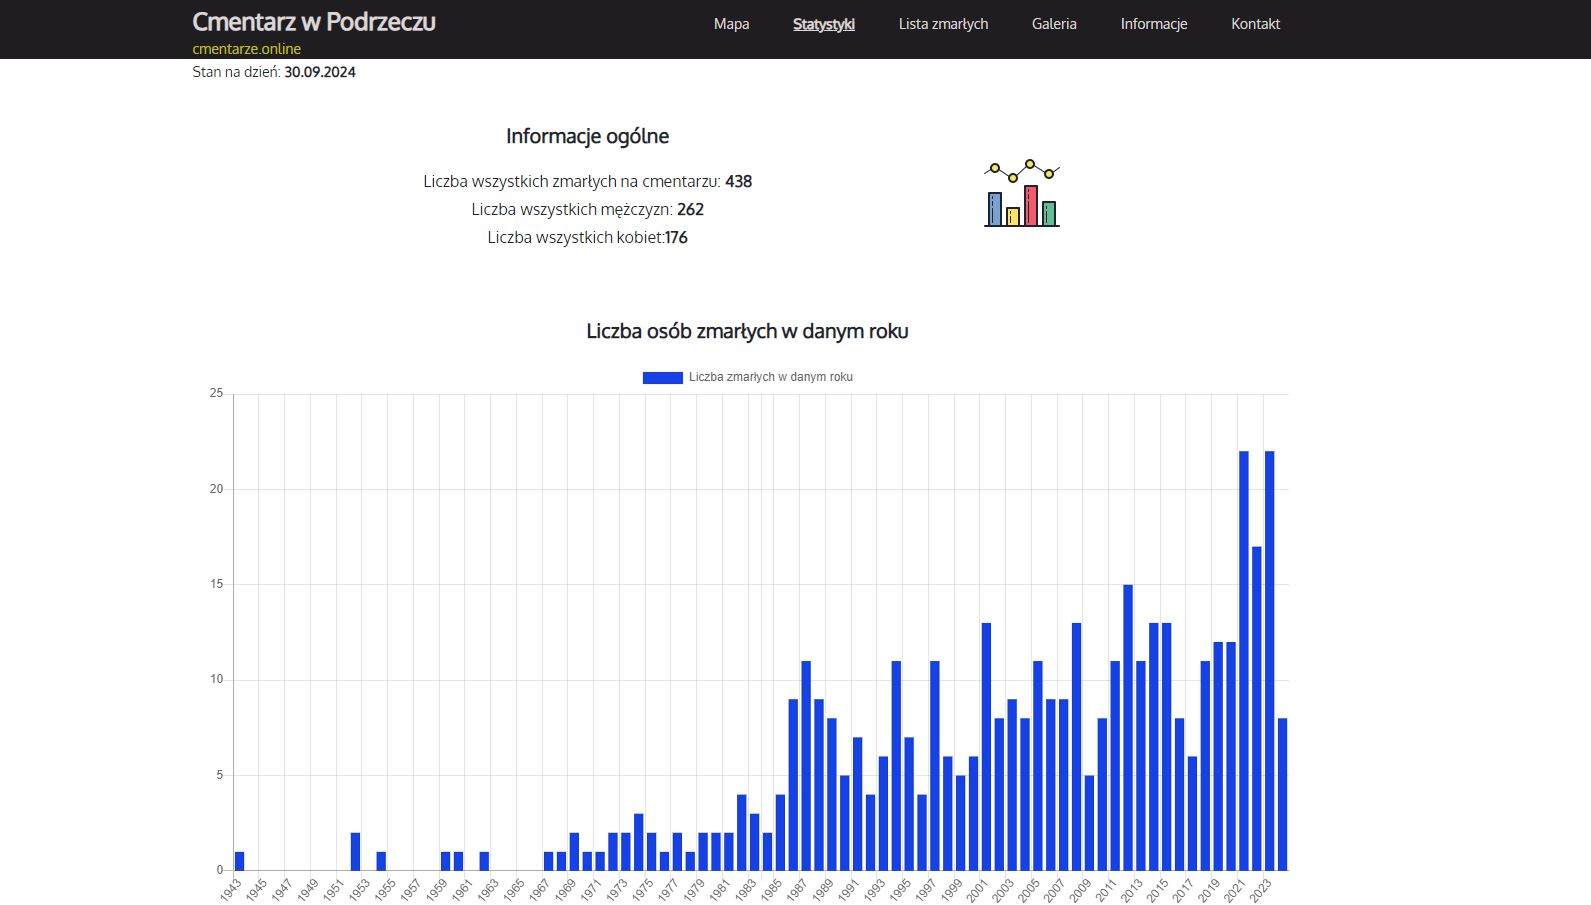 Cmentarz w Podrzeczu
cmentarze.online
Mapa Statystyki Lista zmarłych Galeria Informacje Kontakt
Stan na dzień: 30.09.2024
Informacje ogólne
Liczba wszystkich zmarłych na cmentarzu: 438
Liczba wszystkich mężczyzn: 262
Liczba wszystkich kobiet:176
Liczba osób zmarłych w danym roku
Liczba zmarłych w danym roku
25
20
15
10
5
0
1943 1945 1947 1949 1951 1953 1955 1957 1959 1961 1963 1965 1967 1969 1971 1973 1975 1977 1979 1981 1983 1985 1987 1989 1991 1993 1995 1997 1999 2001 2003 2005 2007 2009 2011 2013 2015 2017 2019 2021 2023